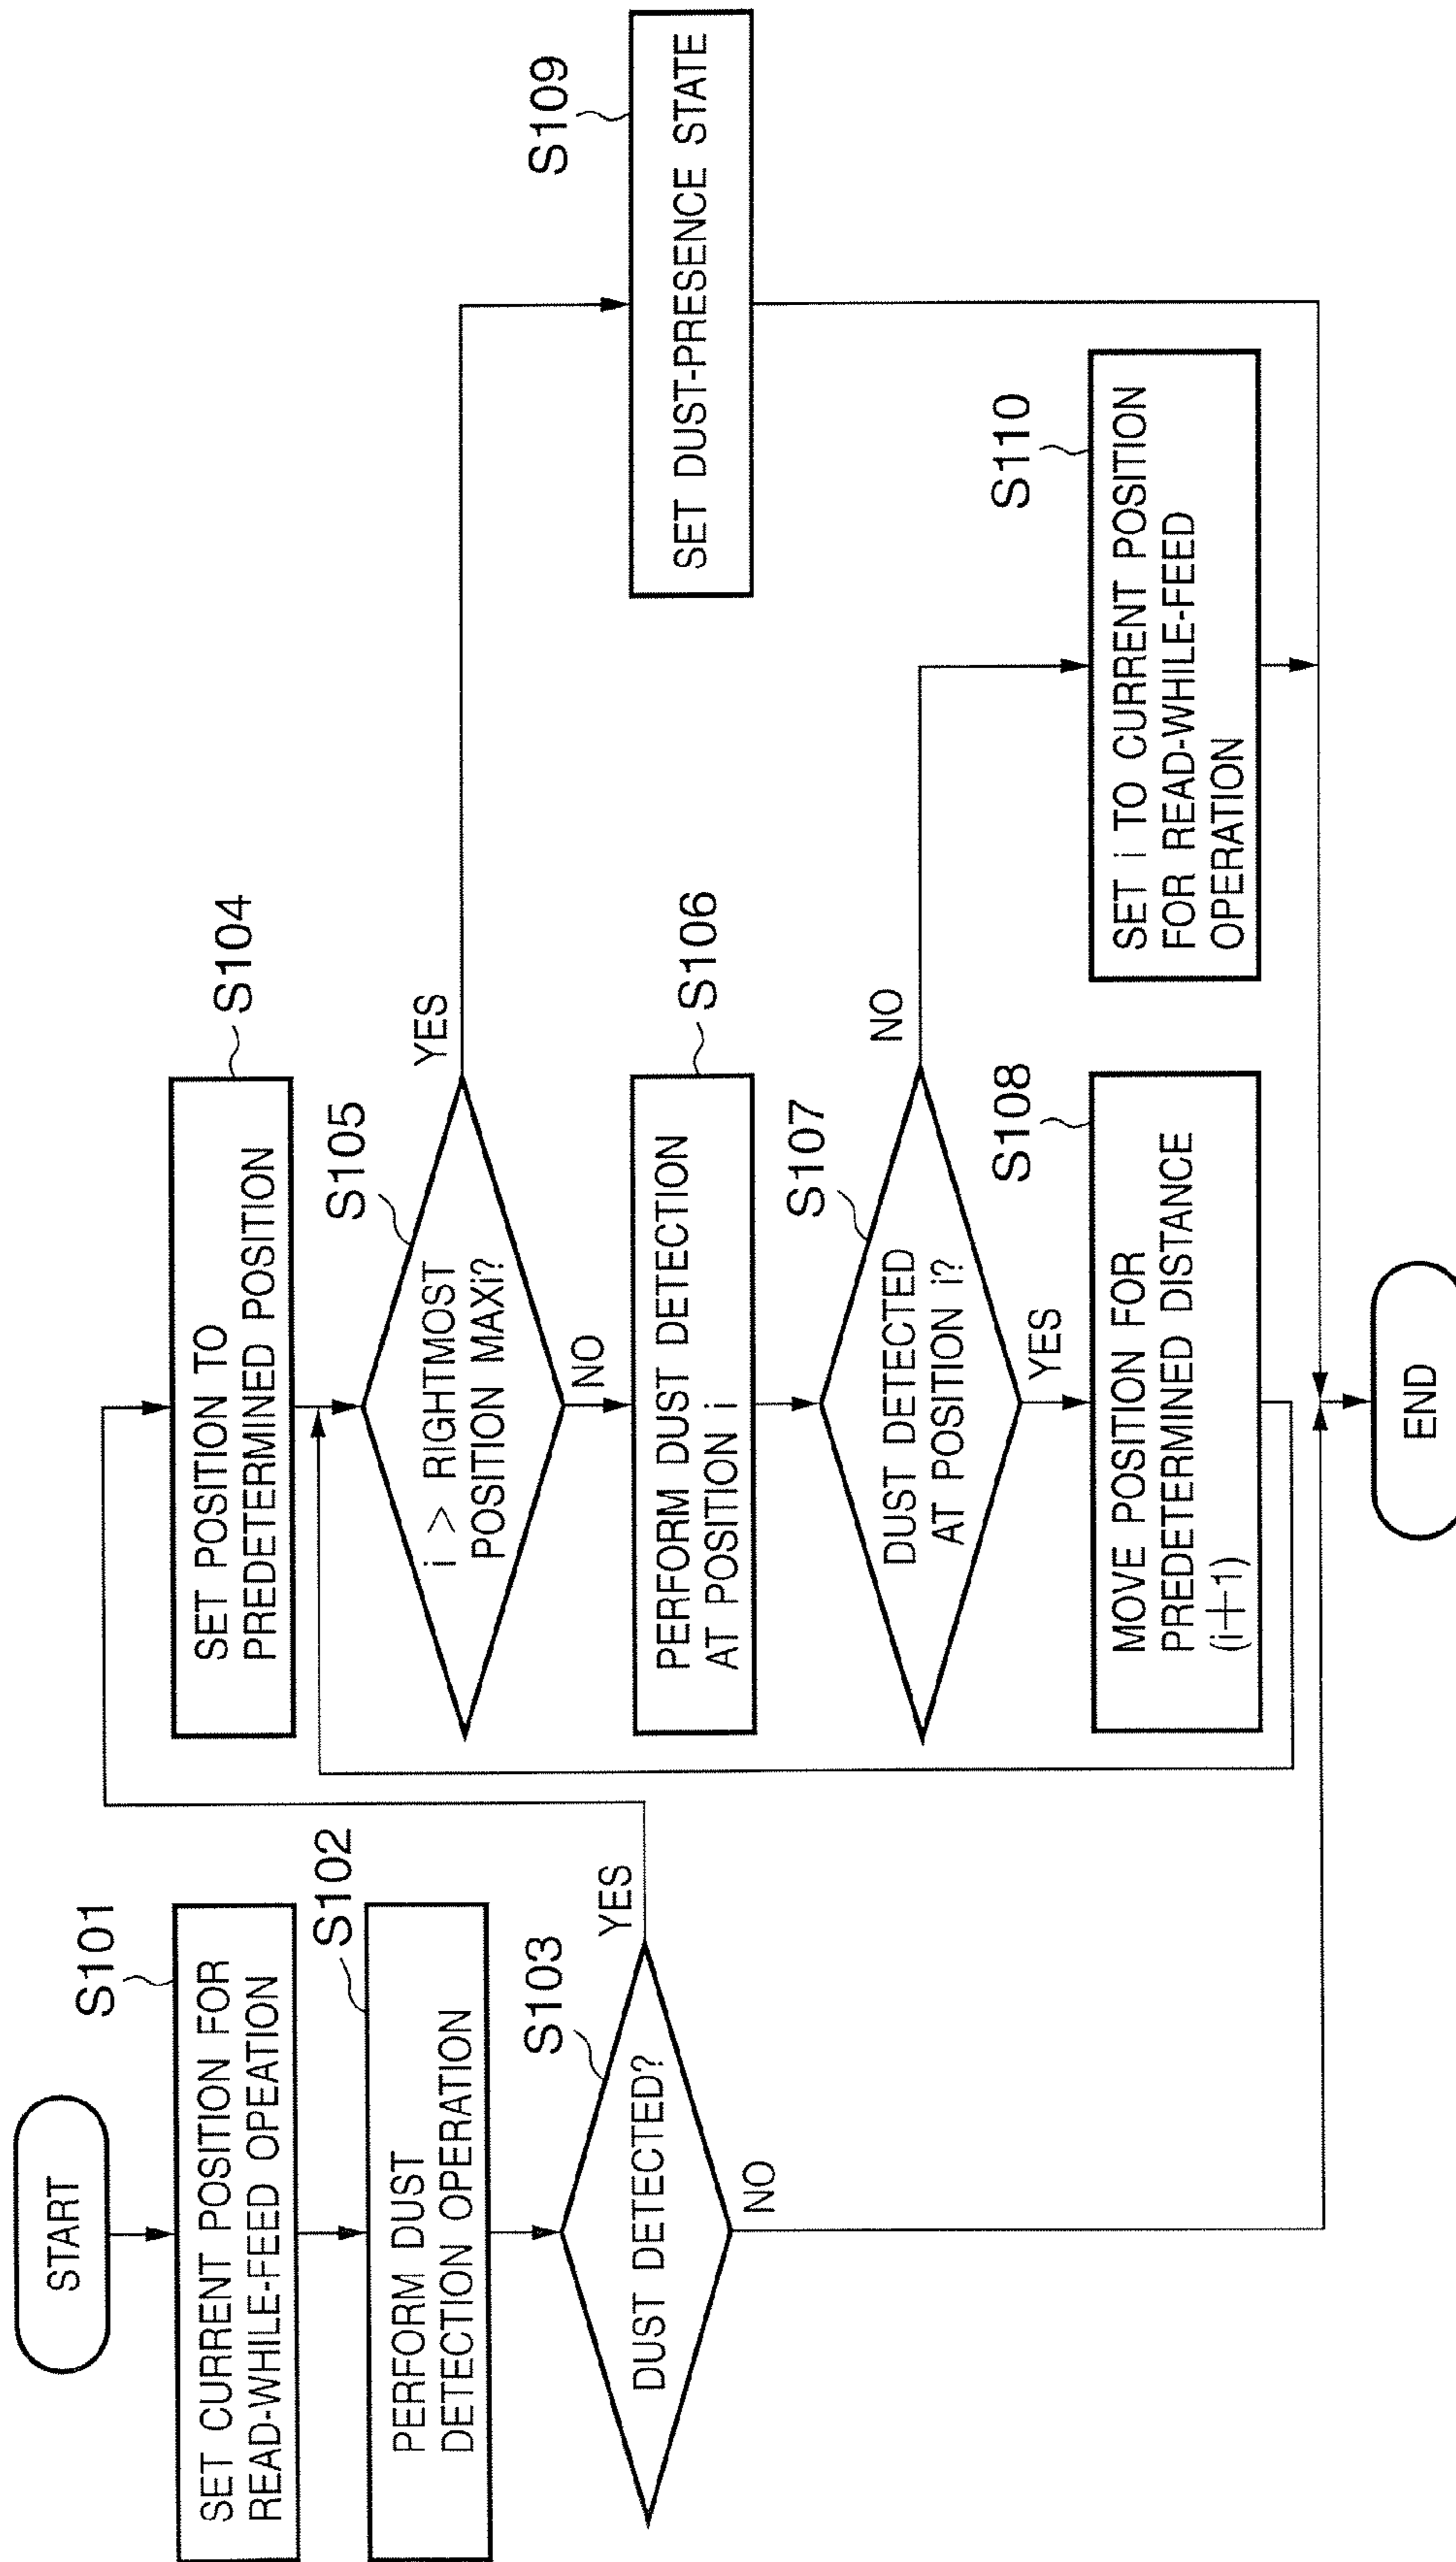 START
S101
SET CURRENT POSITION FOR
READ-WHILE-FEED OPEATION
S102
PERFORM DUST
DETECTION OPERATION
S103
DUST DETECTED?
YES
NO
S104
SET POSITION TO
PREDETERMINED POSITION
S105
i > RIGHTMOST
POSITION MAXi?
YES
NO
S106
PERFORM DUST DETECTION
AT POSITION i
S107
DUST DETECTED
AT POSITION i?
NO
YES
S108
MOVE POSITION FOR
PREDETERMINED DISTANCE
(i+1)
S109
SET DUST-PRESENCE STATE
S110
SET i TO CURRENT POSITION
FOR READ-WHILE-FEED
OPERATION
END